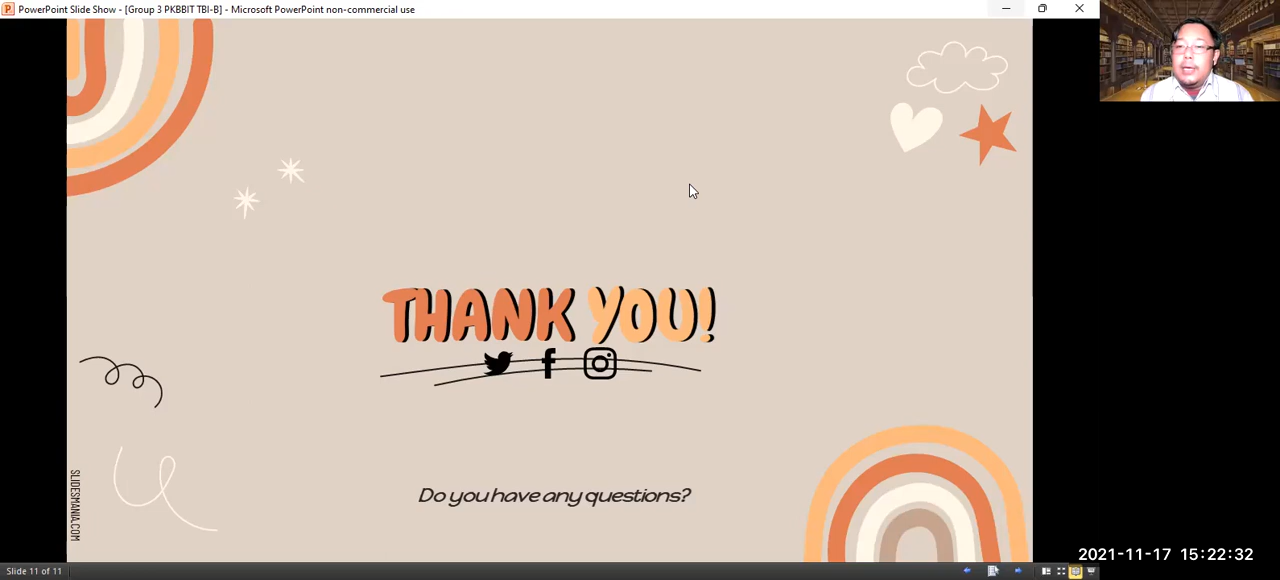 PowerPoint Slide Show - [Group 3 PKBBIT TBI-B] - Microsoft PowerPoint non-commercial use
THANK YOU!
Do you have any questions?
SLIDESMANIA.COM
2021-11-17 15:22:32
Slide 11 of 11